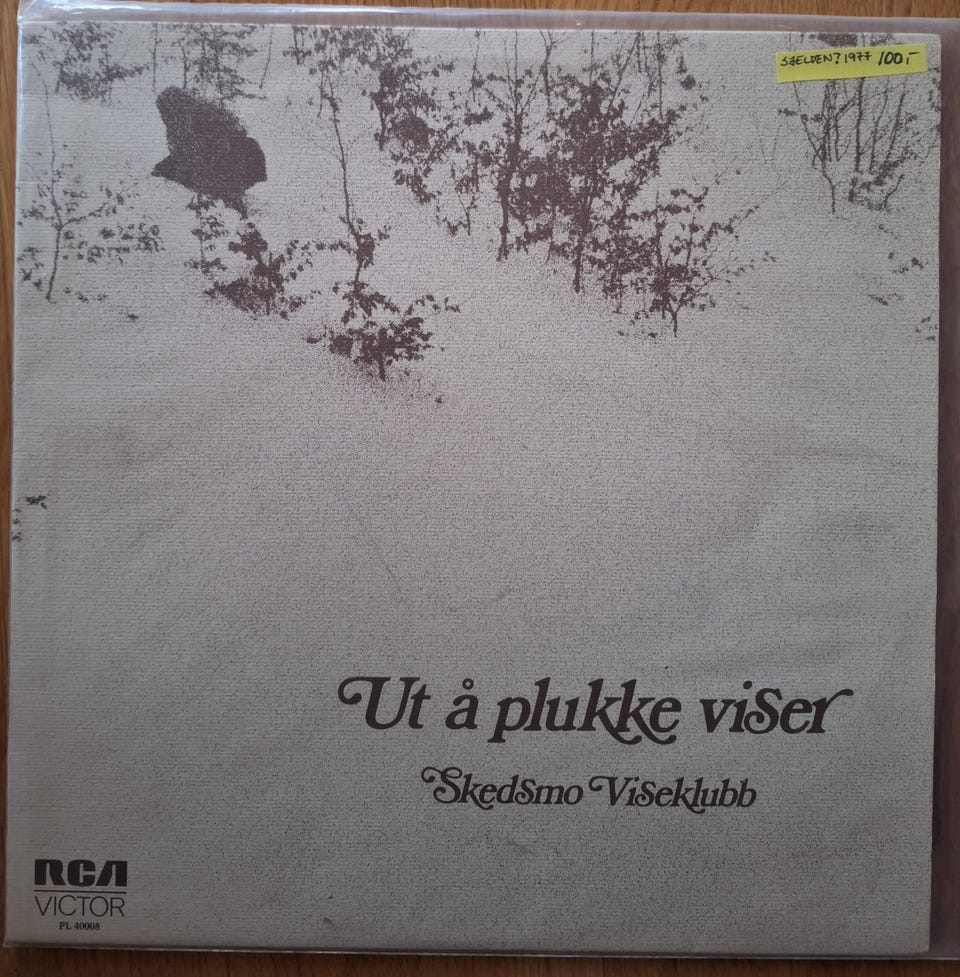 SJELDEN? 1977 100,-
Ut å plukke viser
Skedsmo Viseklubb
RCA
VICTOR
PL 40008